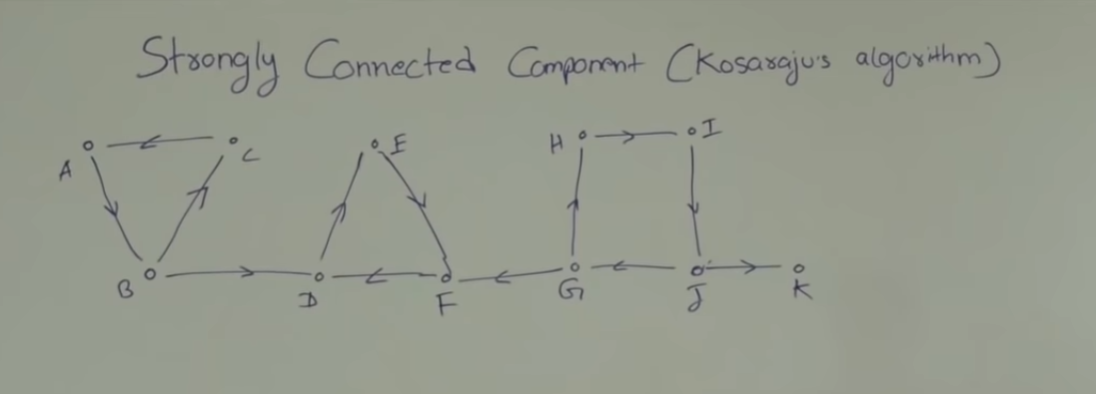 Strongly Connected Component (Kosaraju's algorithm)
A C E H I
B D F G J K